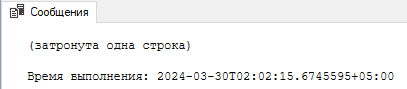 Сообщения
(затронута одна строка)
Время выполнения: 2024-03-30T02:02:15.6745595+05:00